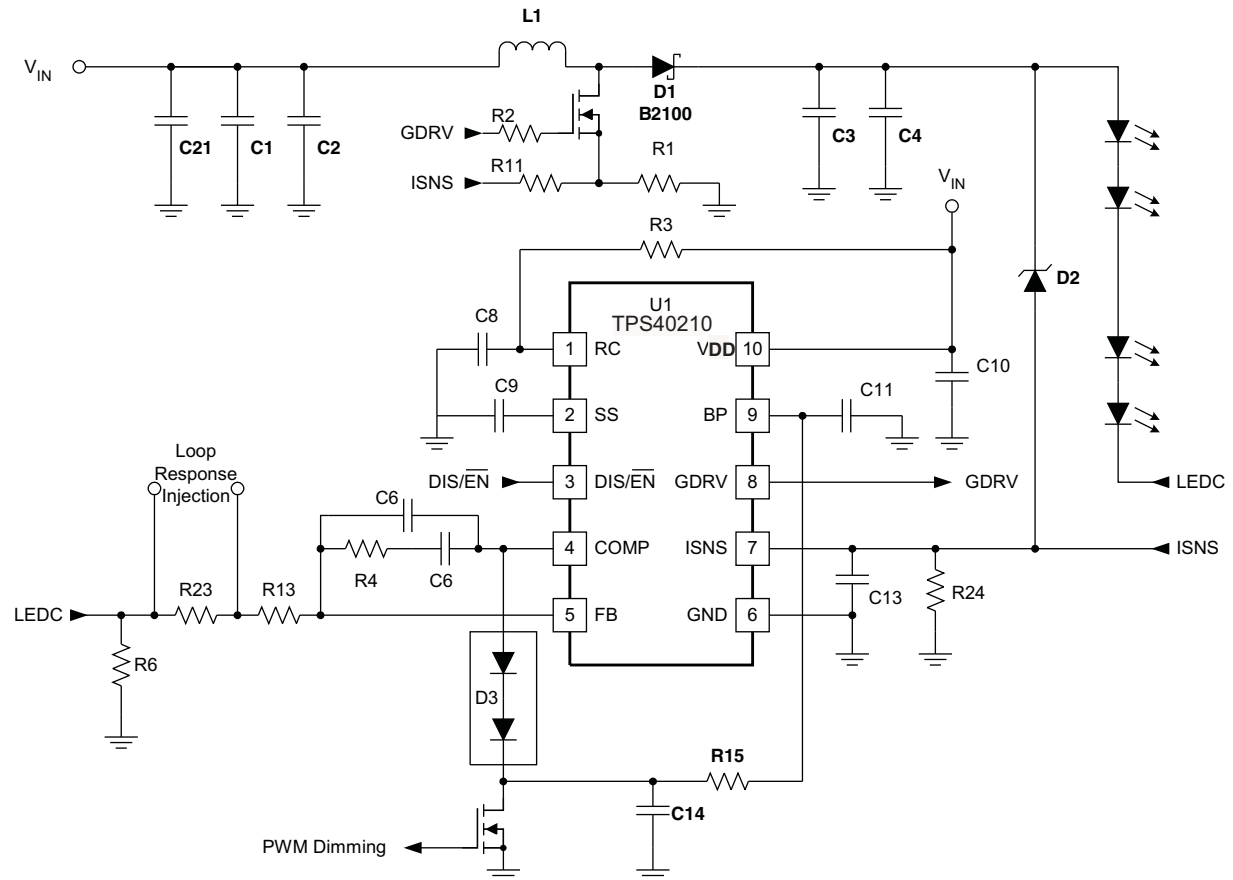 L1
V_IN
D1
B2100
R2
GDRV
C21
C1
C2
C3
C4
R11
R1
ISNS
V_IN
R3
D2
U1
TPS40210
C8
1
RC
VDD
10
C10
C9
C11
2
SS
BP
9
Loop
Response
Injection
DIS/EN
3
DIS/EN
GDRV
8
GDRV
LEDC
C6
4
COMP
ISNS
7
ISNS
R4
C6
R23
R13
C13
R24
LEDC
5
FB
GND
6
R6
D3
R15
C14
PWM Dimming